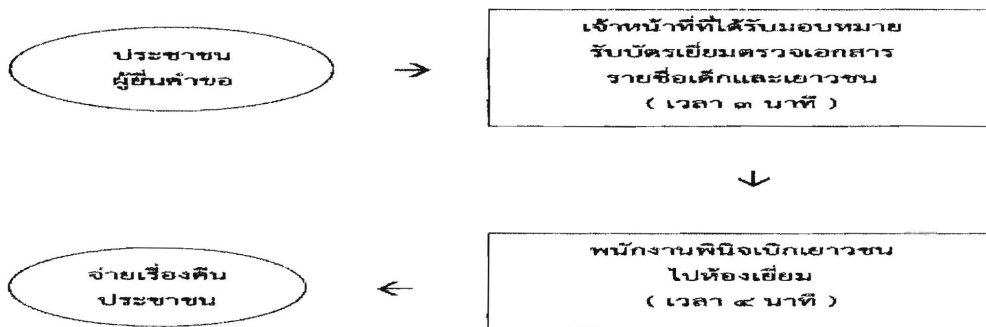 ประชาชน
ผู้ยื่นคำขอ
เจ้าหน้าที่ที่ได้รับมอบหมาย
รับบัตรเยี่ยมตรวจเอกสาร
รายชื่อเด็กและเยาวชน
( เวลา ๓ นาที )
พนักงานพินิจเบิกเยาวชน
ไปห้องเยี่ยม
( เวลา ๔ นาที )
จ่ายเรื่องคืน
ประชาชน